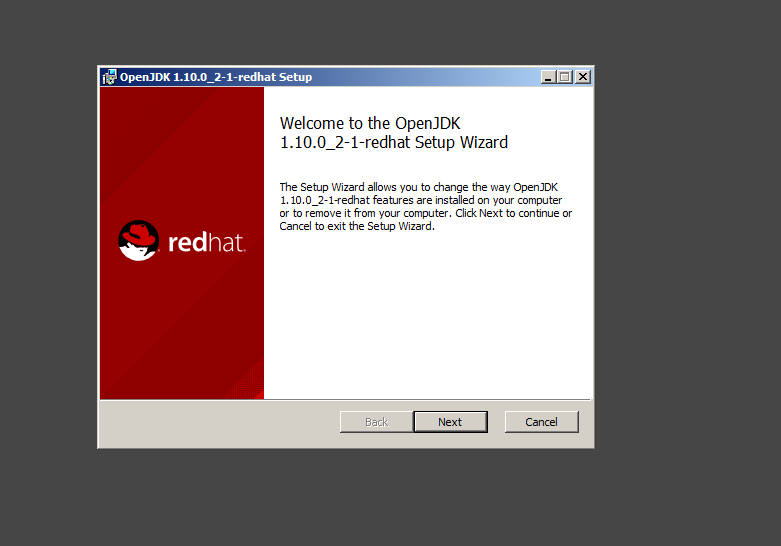 OpenJDK 1.10.0_2-1-redhat Setup
Welcome to the OpenJDK
1.10.0_2-1-redhat Setup Wizard
The Setup Wizard allows you to change the way OpenJDK
1.10.0_2-1-redhat features are installed on your computer
or to remove it from your computer. Click Next to continue or
Cancel to exit the Setup Wizard.
redhat.
Back
Next
Cancel